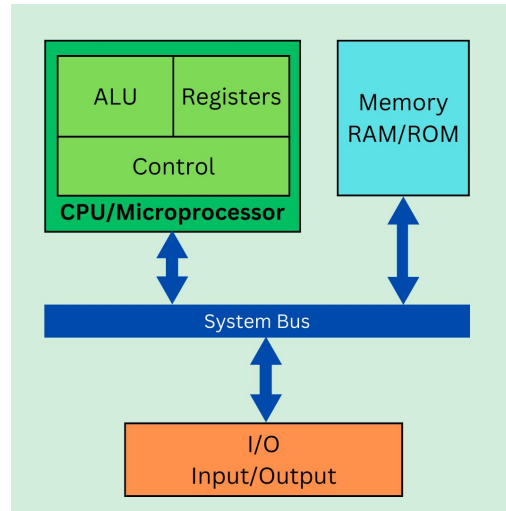 ALU
Registers
Control
CPU/Microprocessor
Memory
RAM/ROM
System Bus
I/O
Input/Output